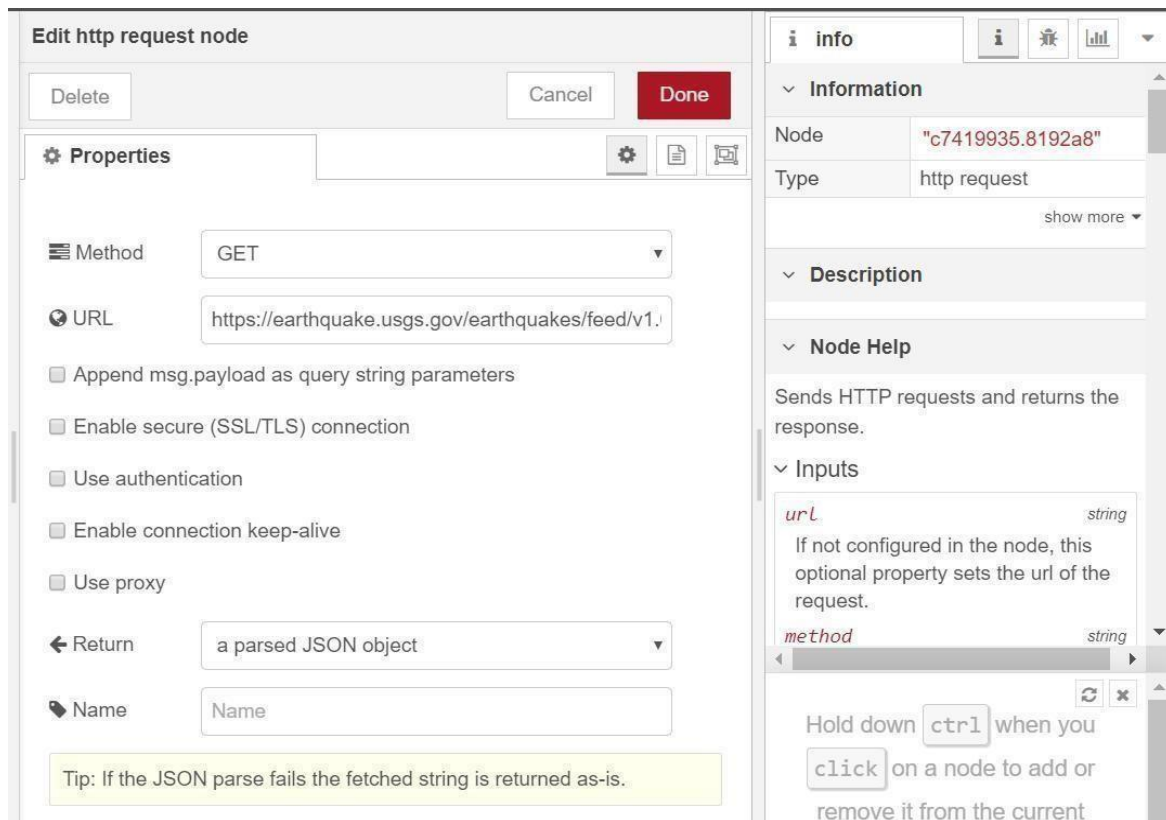 Edit http request node
Delete
Cancel
Done
Properties
Method
GET
URL
https://earthquake.usgs.gov/earthquakes/feed/v1.
Append msg.payload as query string parameters
Enable secure (SSL/TLS) connection
Use authentication
Enable connection keep-alive
Use proxy
Return
a parsed JSON object
Name
Name
Tip: If the JSON parse fails the fetched string is returned as-is.
i info
i
Information
Node
"c7419935.8192a8"
Type
http request
show more
Description
Node Help
Sends HTTP requests and returns the
response.
Inputs
url
string
If not configured in the node, this
optional property sets the url of the
request.
method
string
Hold down ctrl when you
click on a node to add or
remove it from the current